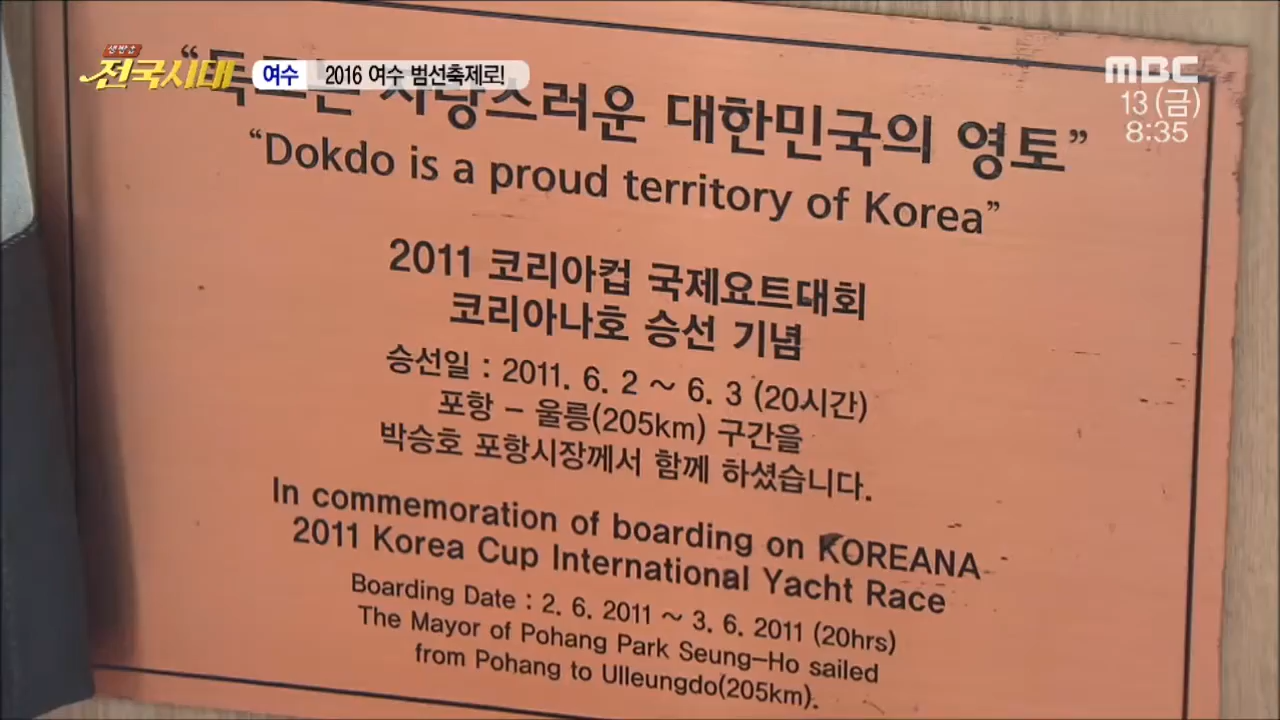 생방송
전국시대
여수
2016 여수 범선축제로!
MBC
13 (금)
8:35
대한민국의 영토”
“Dokdo is a proud territory of Korea”
2011 코리아컵 국제요트대회
코리아나호 승선 기념
승선일 : 2011. 6. 2 ~ 6. 3 (20시간)
포항 – 울릉(205km) 구간을
박승호 포항시장께서 함께 하셨습니다.
In commemoration of boarding on KOREANA
2011 Korea Cup International Yacht Race
Boarding Date : 2. 6. 2011 ~ 3. 6. 2011 (20hrs)
The Mayor of Pohang Park Seung-Ho sailed
from Pohang to Ulleungdo(205km).